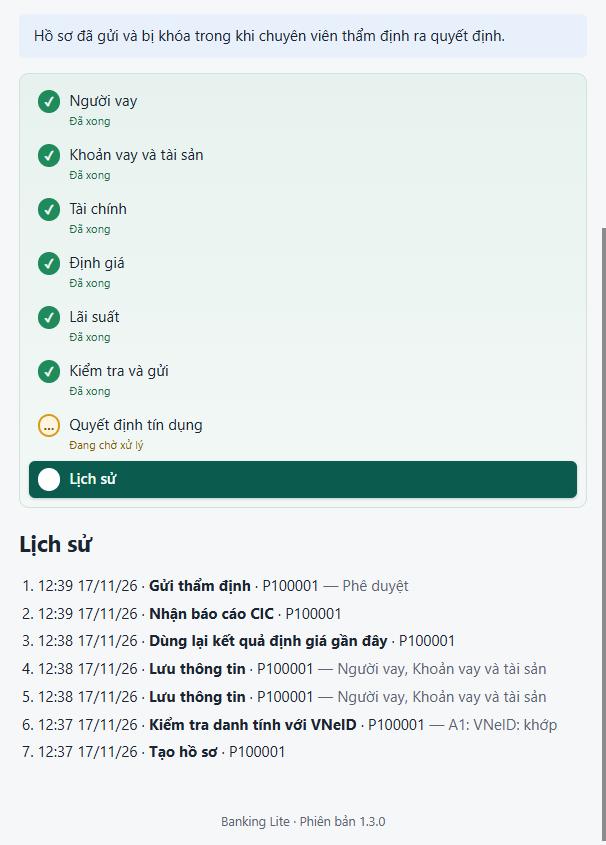 Hồ sơ đã gửi và bị khóa trong khi chuyên viên thẩm định ra quyết định.
Người vay
Đã xong
Khoản vay và tài sản
Đã xong
Tài chính
Đã xong
Định giá
Đã xong
Lãi suất
Đã xong
Kiểm tra và gửi
Đã xong
Quyết định tín dụng
Đang chờ xử lý
Lịch sử
Lịch sử
1. 12:39 17/11/26 · Gửi thẩm định · P100001 — Phê duyệt
2. 12:39 17/11/26 · Nhận báo cáo CIC · P100001
3. 12:38 17/11/26 · Dùng lại kết quả định giá gần đây · P100001
4. 12:38 17/11/26 · Lưu thông tin · P100001 — Người vay, Khoản vay và tài sản
5. 12:38 17/11/26 · Lưu thông tin · P100001 — Người vay, Khoản vay và tài sản
6. 12:37 17/11/26 · Kiểm tra danh tính với VNeID · P100001 — A1: VNeID: khớp
7. 12:37 17/11/26 · Tạo hồ sơ · P100001
Banking Lite · Phiên bản 1.3.0